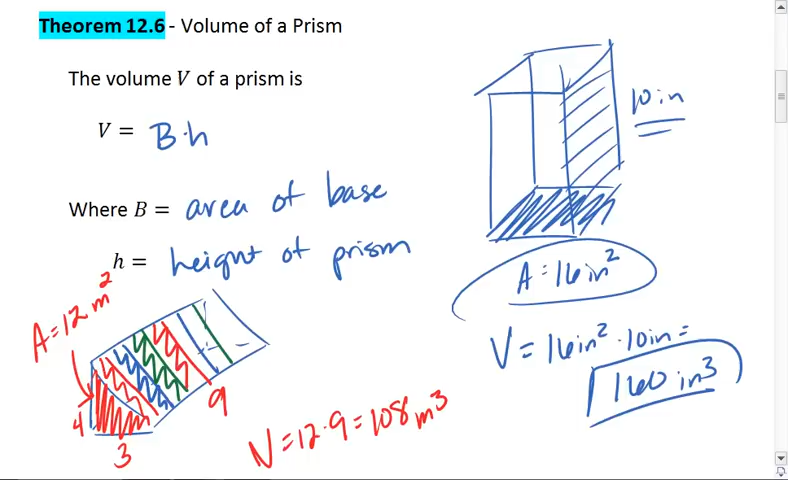 Theorem 12.6 - Volume of a Prism
The volume V of a prism is
V = B·h
Where B = area of base
h = height of prism
10in
A=16in²
V=16in²·10in=
160in³
A=12m²
4
3
9
V=12·9=108m³